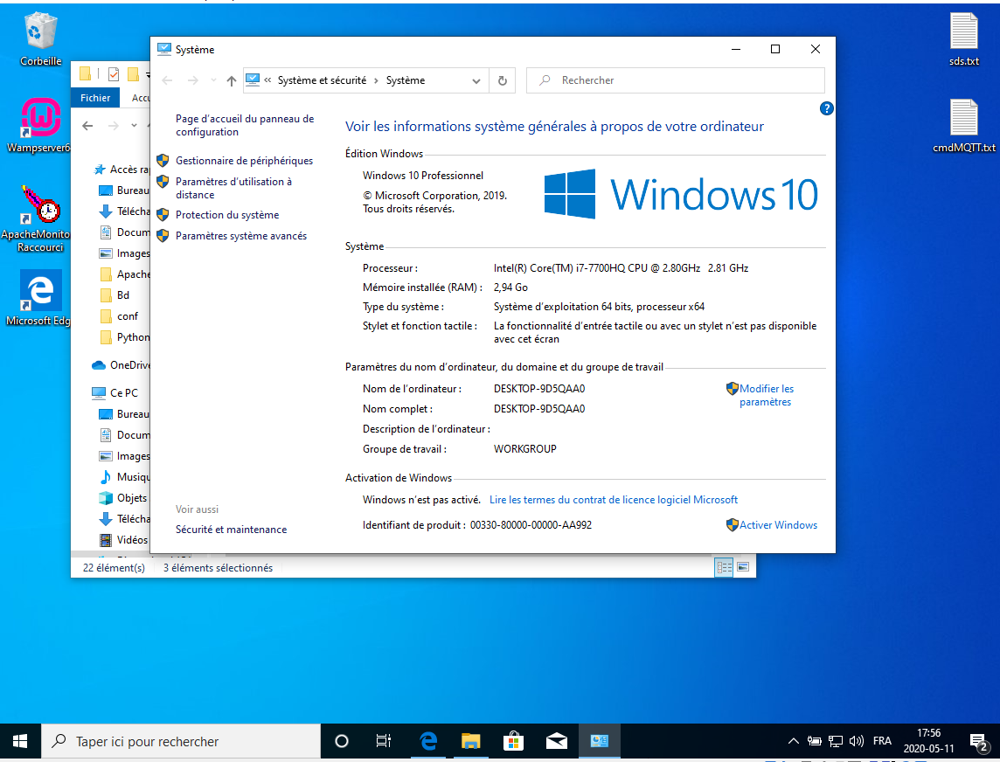 Corbeille
Wampserver6
ApacheMonito
Raccourci
Microsoft Edg
sds.txt
cmdMQTT.txt
Fichier
Accu
Accès ra
Bureau
Télécha
Docum
Images
Apache
Bd
conf
Python
OneDrive
Ce PC
Bureau
Docum
Images
Musiqu
Objets
Télécha
Vidéos
22 élément(s) 3 éléments sélectionnés
Système
« Système et sécurité › Système
Rechercher
Page d'accueil du panneau de
configuration
Gestionnaire de périphériques
Paramètres d'utilisation à
distance
Protection du système
Paramètres système avancés
Voir aussi
Sécurité et maintenance
?
Voir les informations système générales à propos de votre ordinateur
Édition Windows
Windows 10 Professionnel
© Microsoft Corporation, 2019.
Tous droits réservés.
Windows 10
Système
Processeur : Intel(R) Core(TM) i7-7700HQ CPU @ 2.80GHz 2.81 GHz
Mémoire installée (RAM) : 2,94 Go
Type du système : Système d'exploitation 64 bits, processeur x64
Stylet et fonction tactile : La fonctionnalité d'entrée tactile ou avec un stylet n'est pas disponible
avec cet écran
Paramètres du nom d'ordinateur, du domaine et du groupe de travail
Nom de l'ordinateur : DESKTOP-9D5QAA0 Modifier les
paramètres
Nom complet : DESKTOP-9D5QAA0
Description de l'ordinateur :
Groupe de travail : WORKGROUP
Activation de Windows
Windows n'est pas activé. Lire les termes du contrat de licence logiciel Microsoft
Identifiant de produit : 00330-80000-00000-AA992 Activer Windows
Taper ici pour rechercher
FRA
17:56
2020-05-11
2